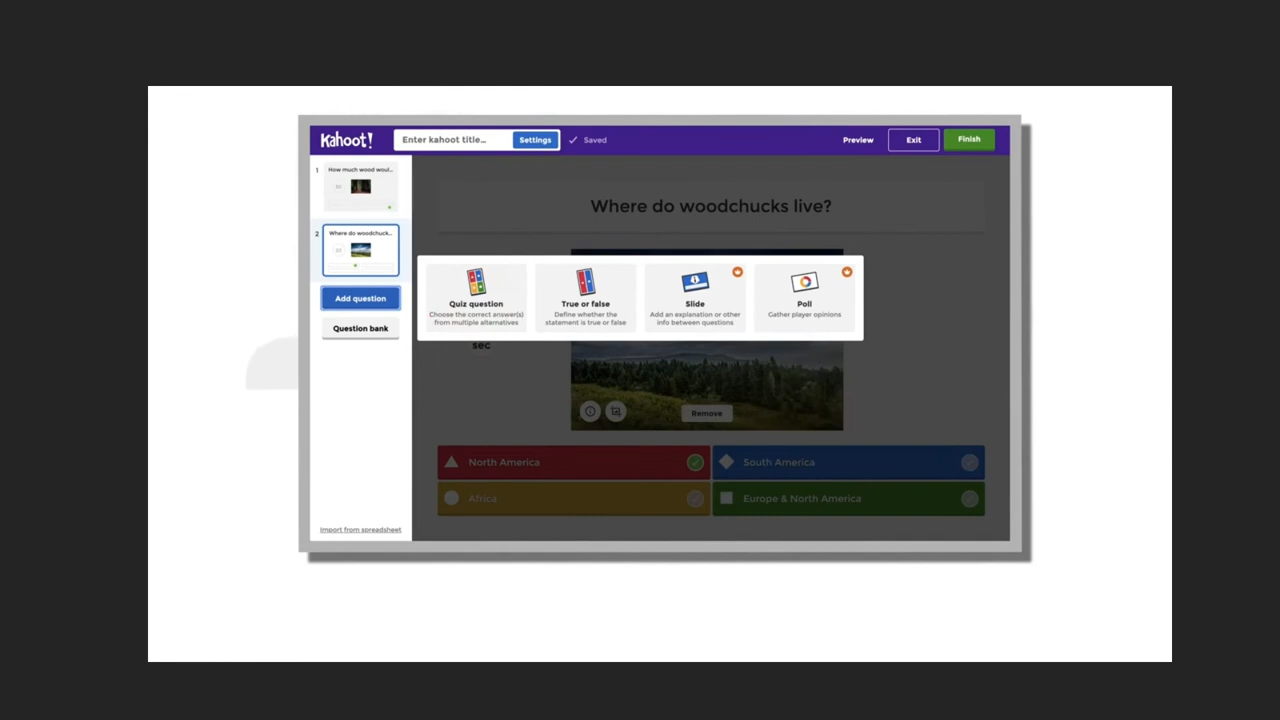 Kahoot!
Enter kahoot title...
Settings
Saved
Preview
Exit
Finish
1
How much wood woul...
2
Where do woodchuck...
Add question
Question bank
Import from spreadsheet
Where do woodchucks live?
Quiz question
Choose the correct answer(s)
from multiple alternatives
True or false
Define whether the
statement is true or false
Slide
Add an explanation or other
info between questions
Poll
Gather player opinions
sec
Remove
North America
South America
Africa
Europe & North America